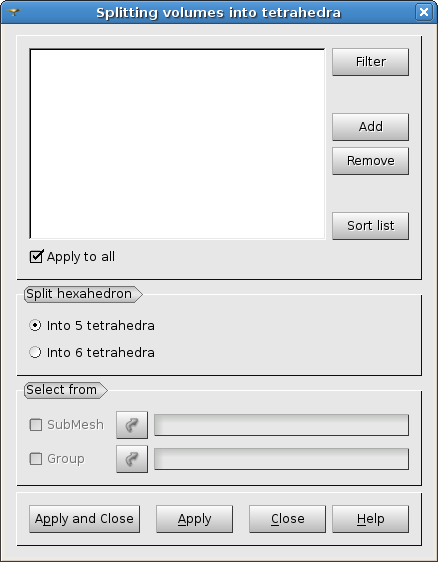 Splitting volumes into tetrahedra
Filter
Add
Remove
Sort list
Apply to all
Split hexahedron
Into 5 tetrahedra
Into 6 tetrahedra
Select from
SubMesh
Group
Apply and Close Apply Close Help